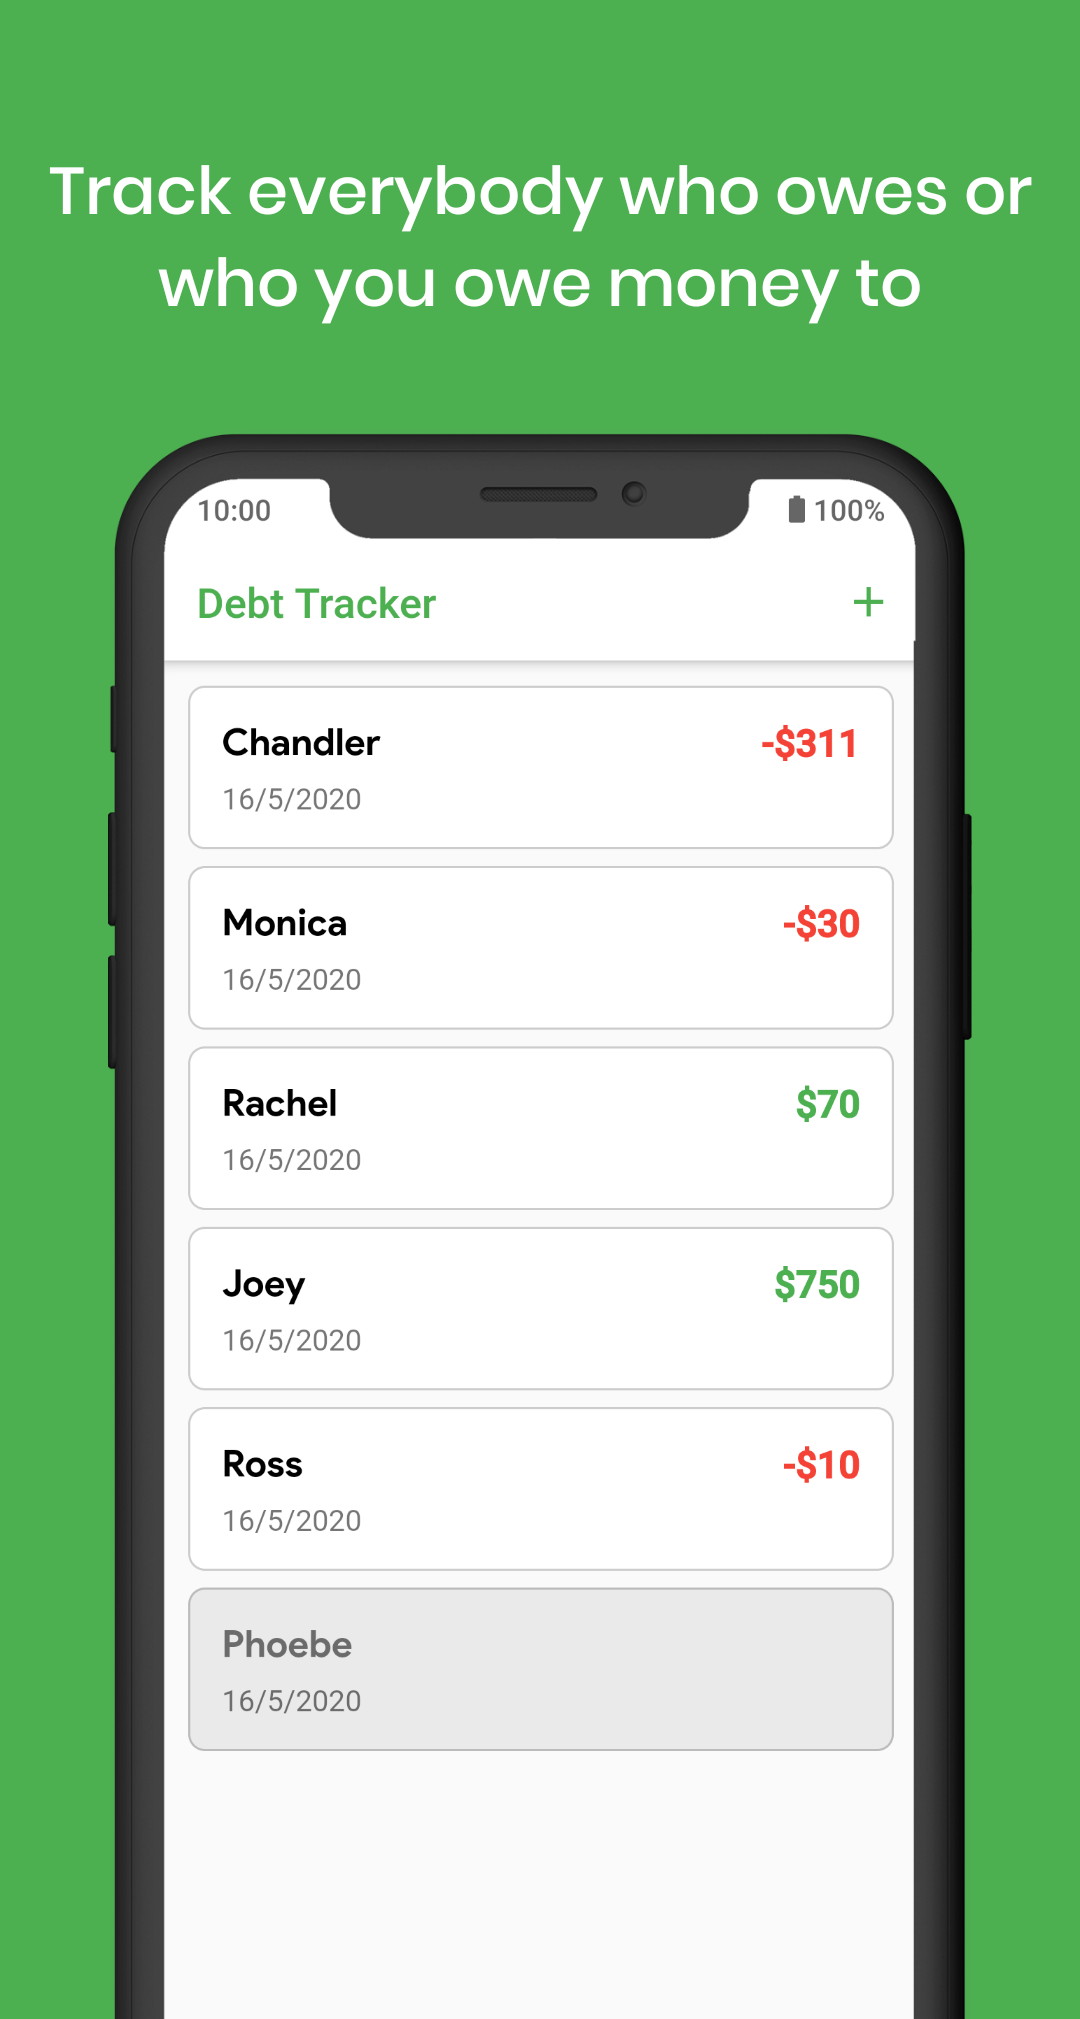 Track everybody who owes or
who you owe money to
10:00
100%
Debt Tracker
+
Chandler
-$311
16/5/2020
Monica
-$30
16/5/2020
Rachel
$70
16/5/2020
Joey
$750
16/5/2020
Ross
-$10
16/5/2020
Phoebe
16/5/2020